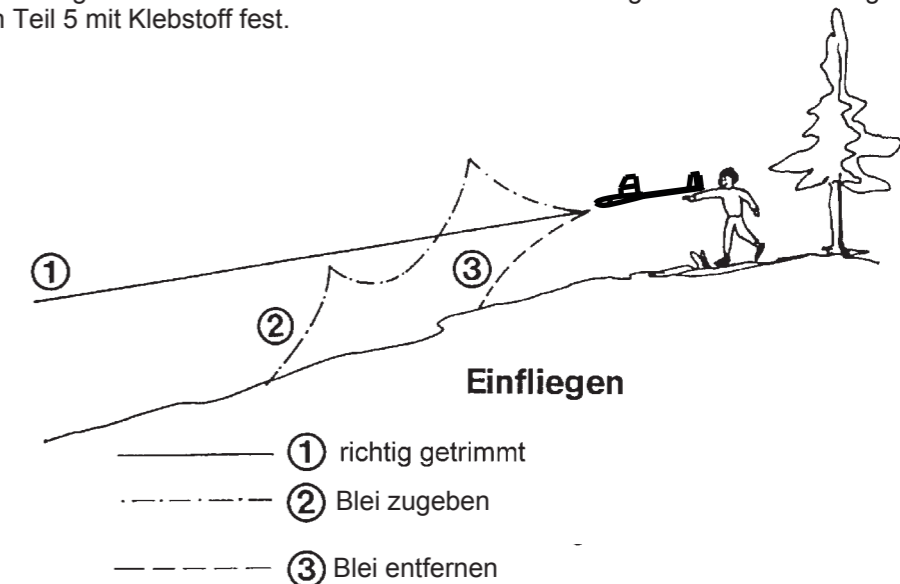 n Teil 5 mit Klebstoff fest.
1
2
3
Einfliegen
1 richtig getrimmt
2 Blei zugeben
3 Blei entfernen